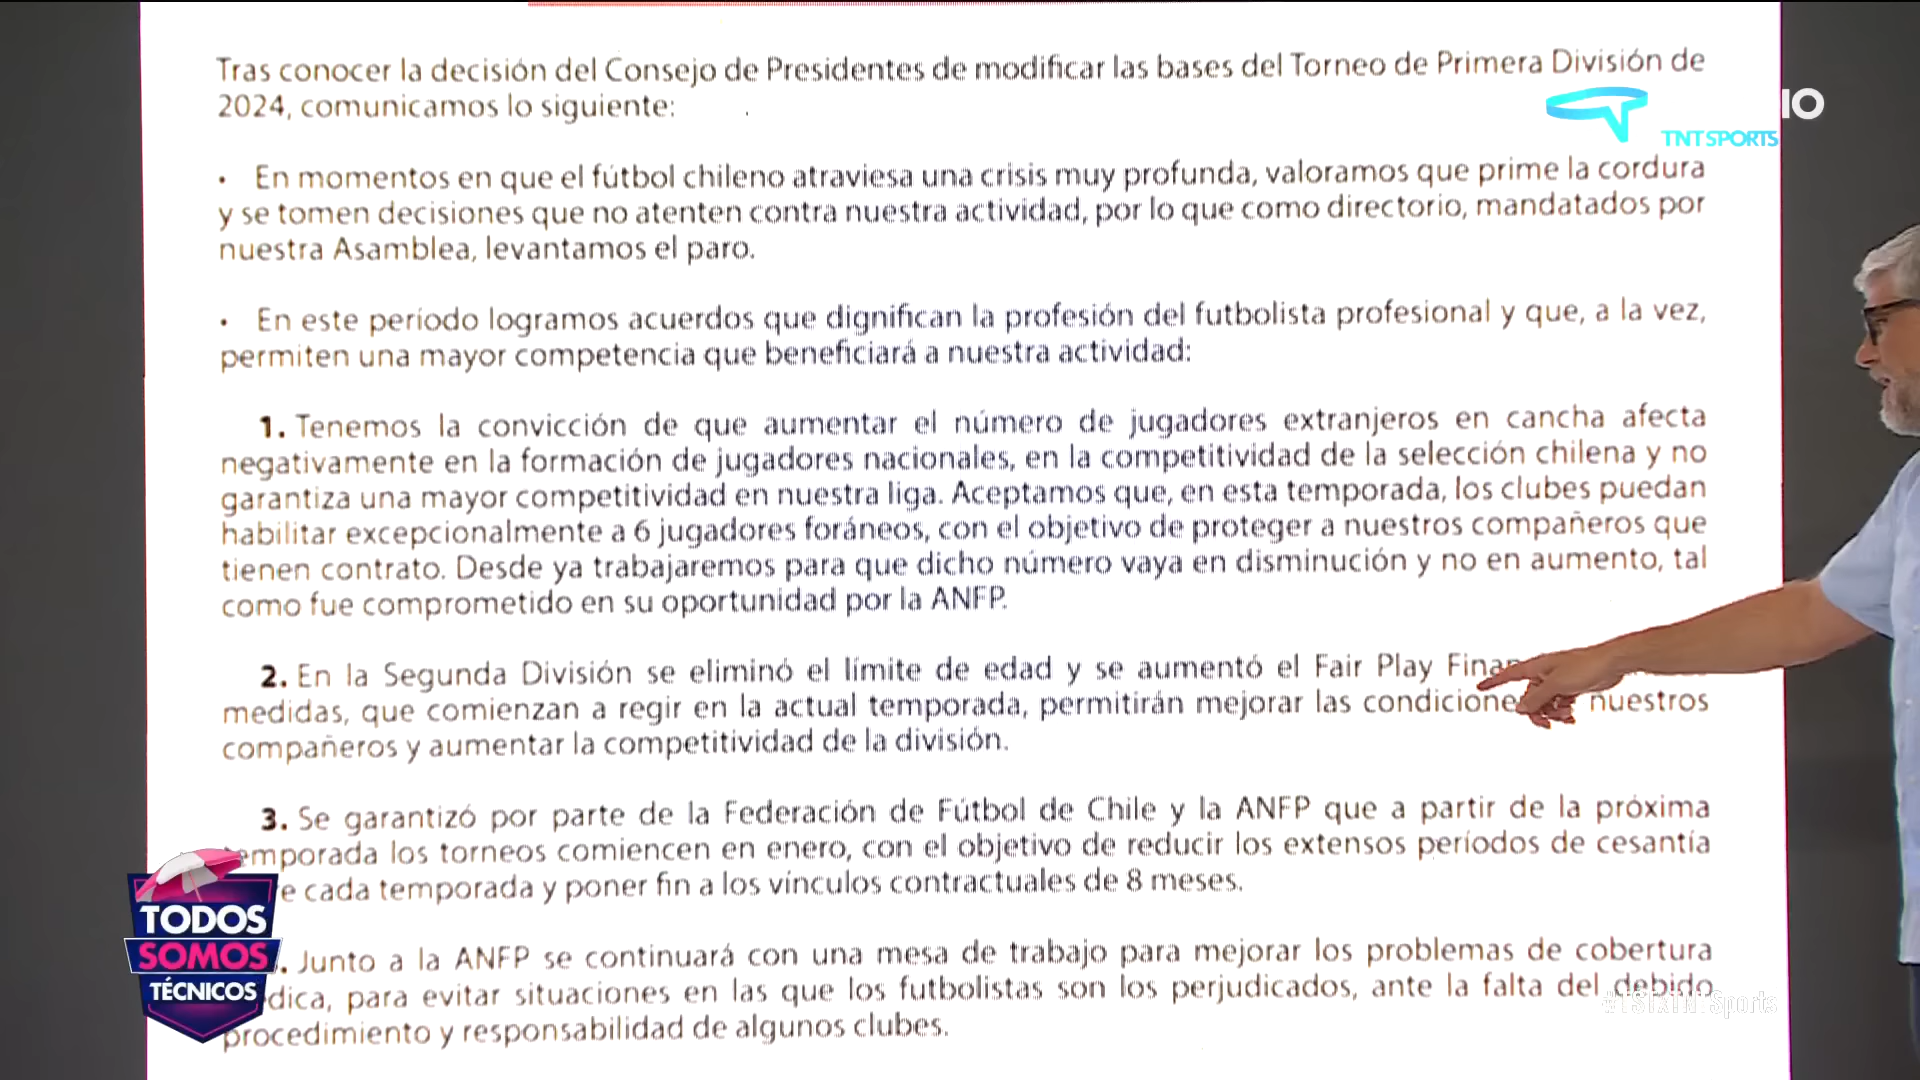 Tras conocer la decisión del Consejo de Presidentes de modificar las bases del Torneo de Primera División de
2024, comunicamos lo siguiente:
IO
TNT SPORTS
• En momentos en que el fútbol chileno atraviesa una crisis muy profunda, valoramos que prime la cordura
y se tomen decisiones que no atenten contra nuestra actividad, por lo que como directorio, mandatados por
nuestra Asamblea, levantamos el paro.
• En este período logramos acuerdos que dignifican la profesión del futbolista profesional y que, a la vez,
permiten una mayor competencia que beneficiará a nuestra actividad:
1. Tenemos la convicción de que aumentar el número de jugadores extranjeros en cancha afecta
negativamente en la formación de jugadores nacionales, en la competitividad de la selección chilena y no
garantiza una mayor competitividad en nuestra liga. Aceptamos que, en esta temporada, los clubes puedan
habilitar excepcionalmente a 6 jugadores foráneos, con el objetivo de proteger a nuestros compañeros que
tienen contrato. Desde ya trabajaremos para que dicho número vaya en disminución y no en aumento, tal
como fue comprometido en su oportunidad por la ANFP.
2. En la Segunda División se eliminó el límite de edad y se aumentó el Fair Play Finan
medidas, que comienzan a regir en la actual temporada, permitirán mejorar las condicione nuestros
compañeros y aumentar la competitividad de la división.
3. Se garantizó por parte de la Federación de Fútbol de Chile y la ANFP que a partir de la próxima
temporada los torneos comiencen en enero, con el objetivo de reducir los extensos períodos de cesantía
e cada temporada y poner fin a los vínculos contractuales de 8 meses.
. Junto a la ANFP se continuará con una mesa de trabajo para mejorar los problemas de cobertura
dica, para evitar situaciones en las que los futbolistas son los perjudicados, ante la falta del debido
procedimiento y responsabilidad de algunos clubes.
TODOS
SOMOS
TÉCNICOS
#TSTxTNTSports